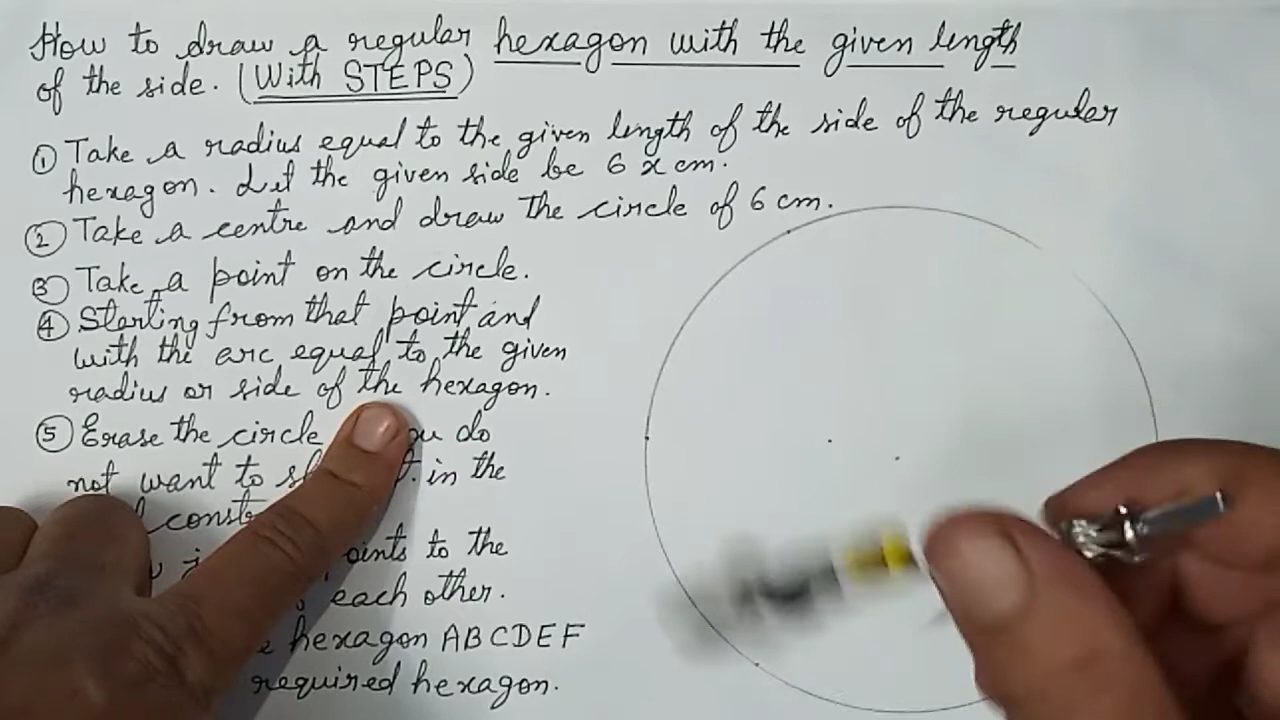 How to draw a regular hexagon with the given length
of the side. (With STEPS)
① Take a radius equal to the given length of the side of the regular
hexagon. Let the given side be 6 x cm.
② Take a centre and draw the circle of 6 cm.
③ Take a point on the circle.
④ Starting from that point and
with the arc equal to the given
radius or side of the hexagon.
⑤ Erase the circle do
not want to in the
points to the
each other.
hexagon ABCDEF
required hexagon.